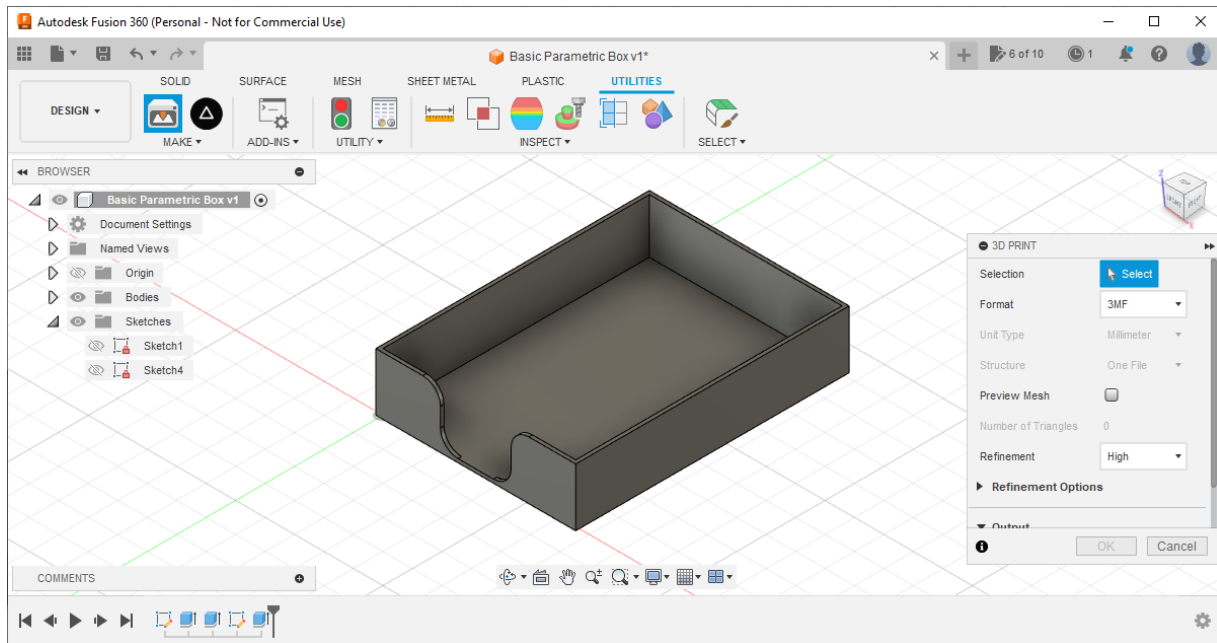 Autodesk Fusion 360 (Personal - Not for Commercial Use)
Basic Parametric Box v1*
6 of 10
1
SOLID SURFACE MESH SHEET METAL PLASTIC UTILITIES
DESIGN
MAKE ADD-INS UTILITY INSPECT SELECT
BROWSER
Basic Parametric Box v1
Document Settings
Named Views
Origin
Bodies
Sketches
Sketch1
Sketch4
Z
TOP
FRONT RIGHT
X
3D PRINT
Selection Select
Format 3MF
Unit Type Millimeter
Structure One File
Preview Mesh
Number of Triangles 0
Refinement High
Refinement Options
Output
OK Cancel
COMMENTS